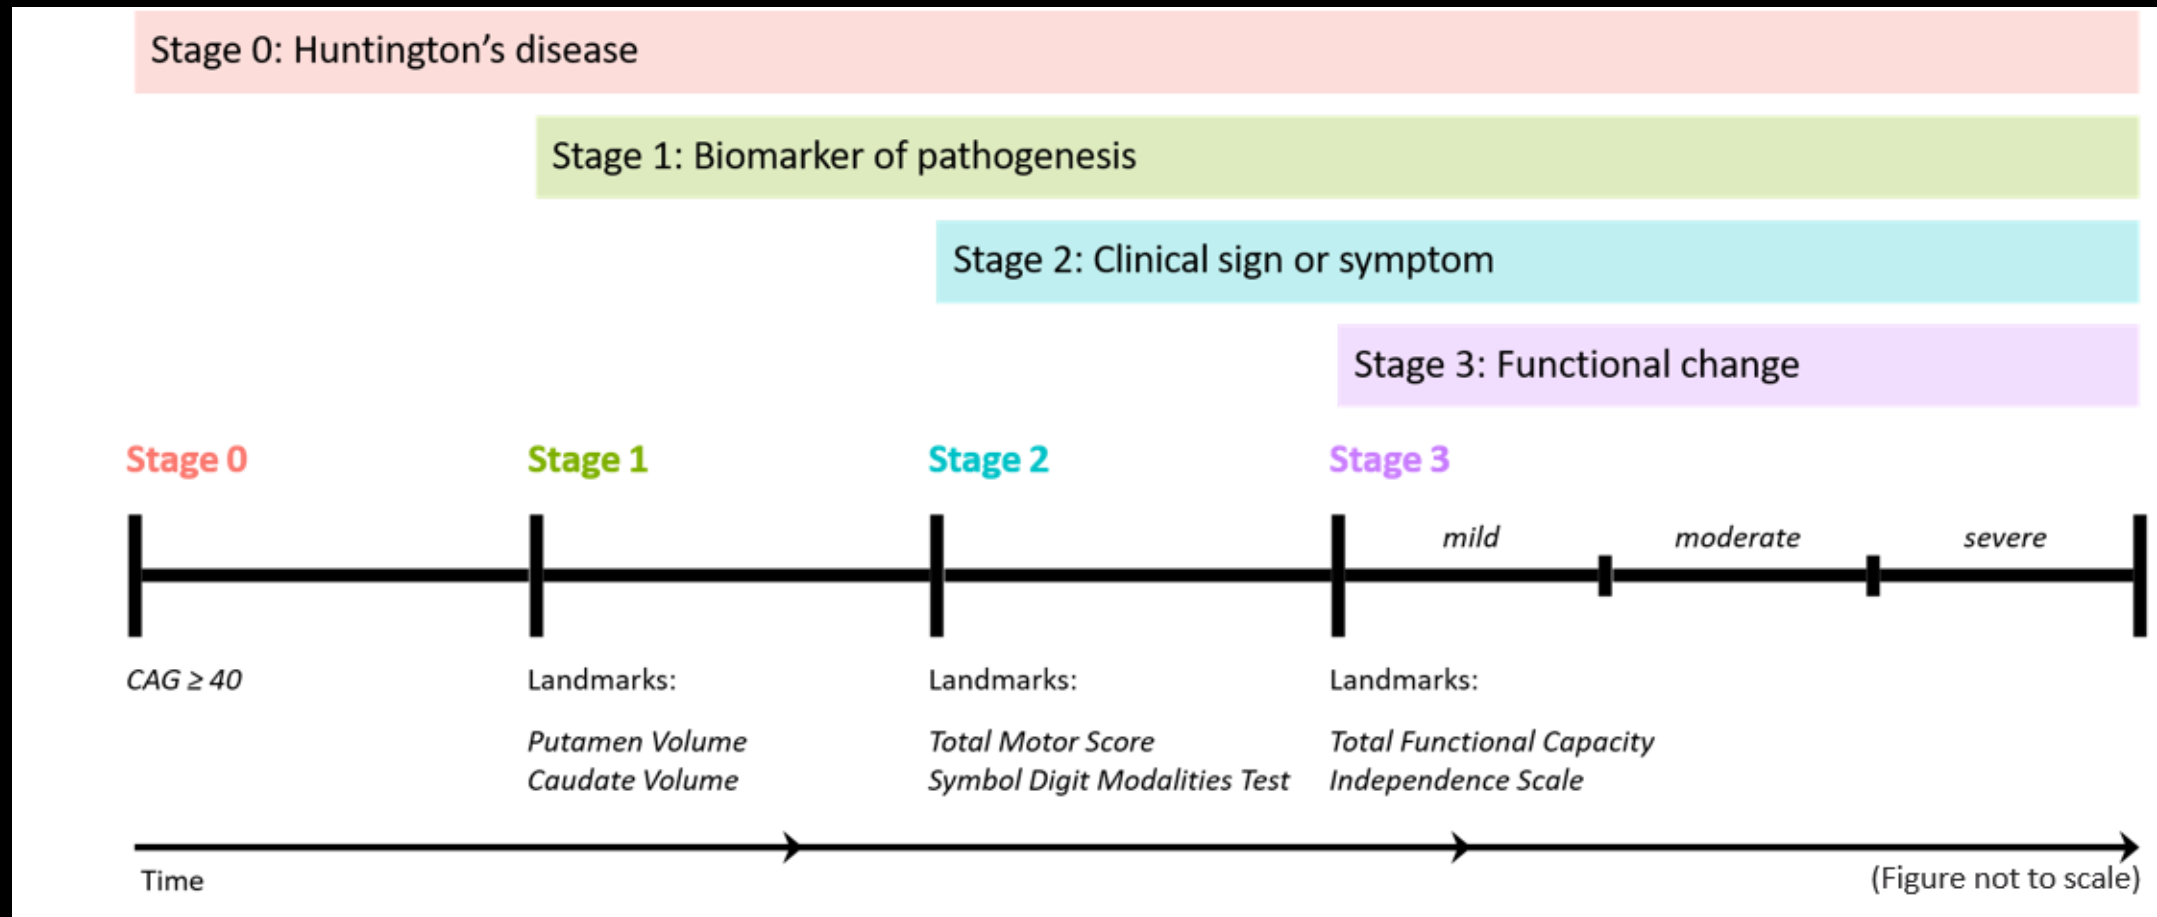 Stage 0: Huntington’s disease
Stage 1: Biomarker of pathogenesis
Stage 2: Clinical sign or symptom
Stage 3: Functional change
Stage 0
Stage 1
Stage 2
Stage 3
mild
moderate
severe
CAG ≥ 40
Landmarks:
Putamen Volume
Caudate Volume
Landmarks:
Total Motor Score
Symbol Digit Modalities Test
Landmarks:
Total Functional Capacity
Independence Scale
Time
(Figure not to scale)